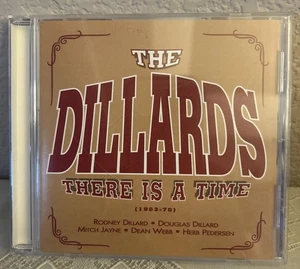 THE
DILLARDS
THERE IS A TIME
(1963-70)
RODNEY DILLARD * DOUGLAS DILLARD
MITCH JAYNE * DEAN WEBB * HERB PEDERSEN